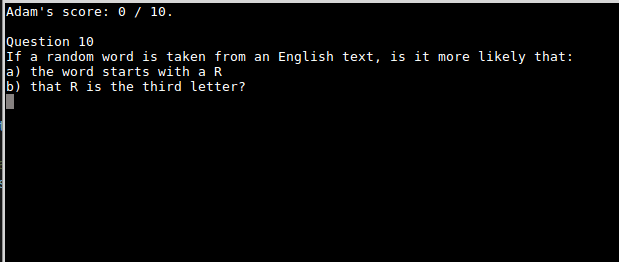 Adam's score: 0 / 10.
Question 10
If a random word is taken from an English text, is it more likely that:
a) the word starts with a R
b) that R is the third letter?